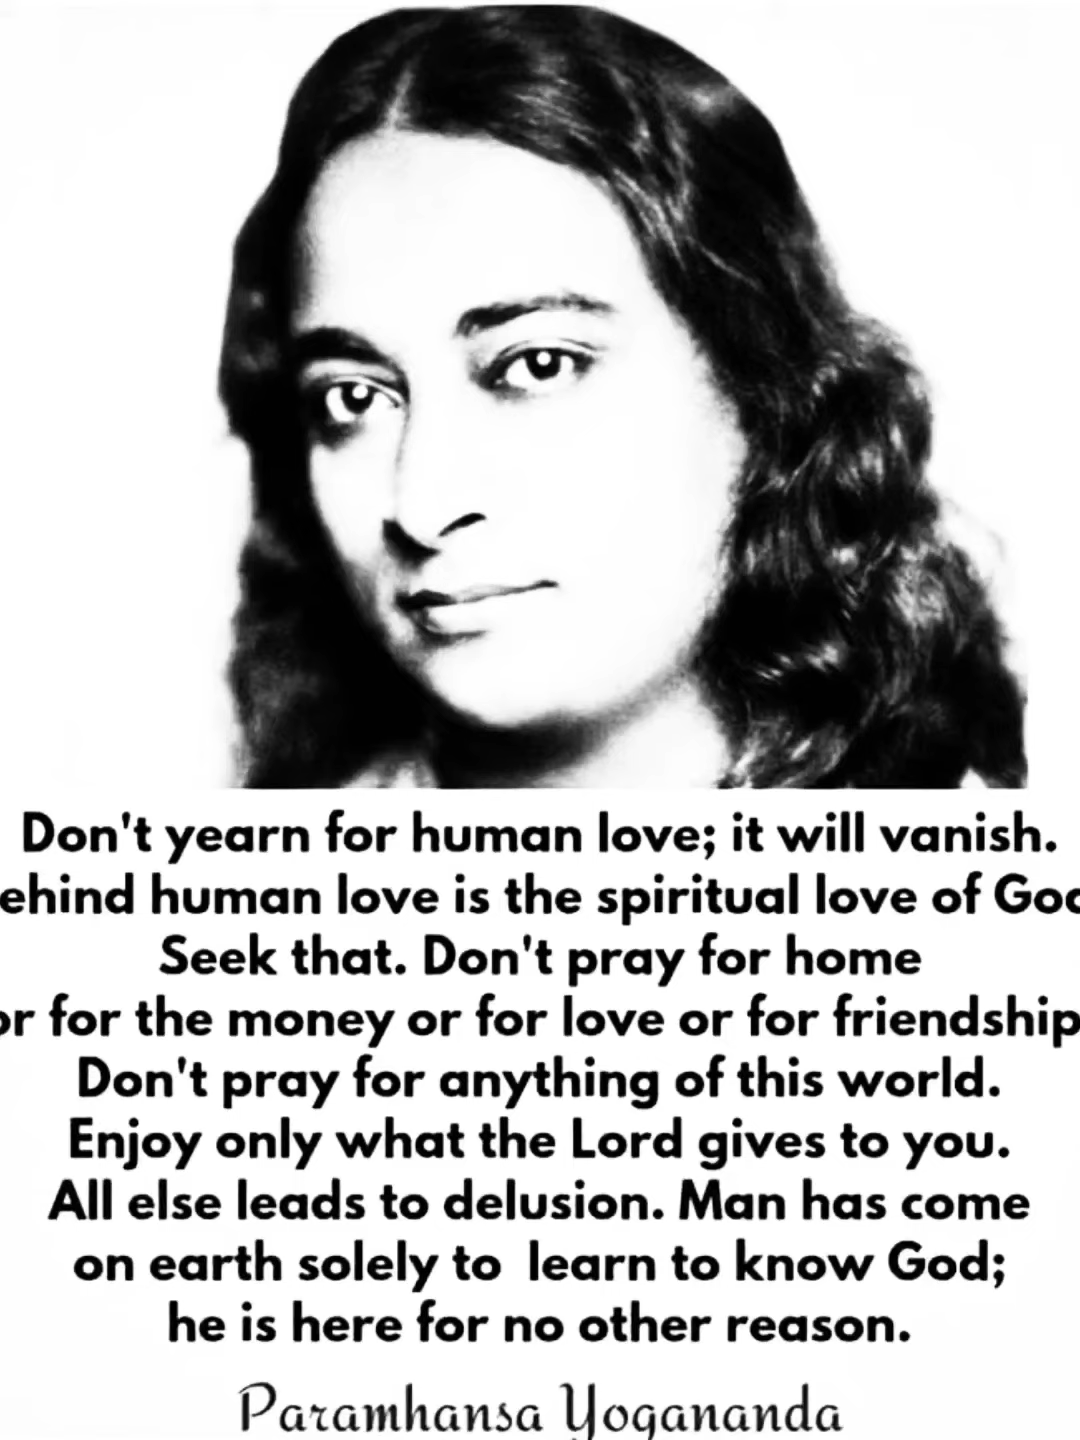 Don't yearn for human love; it will vanish.
ehind human love is the spiritual love of God
Seek that. Don't pray for home
or for the money or for love or for friendship
Don't pray for anything of this world.
Enjoy only what the Lord gives to you.
All else leads to delusion. Man has come
on earth solely to learn to know God;
he is here for no other reason.
Paramhansa Yogananda